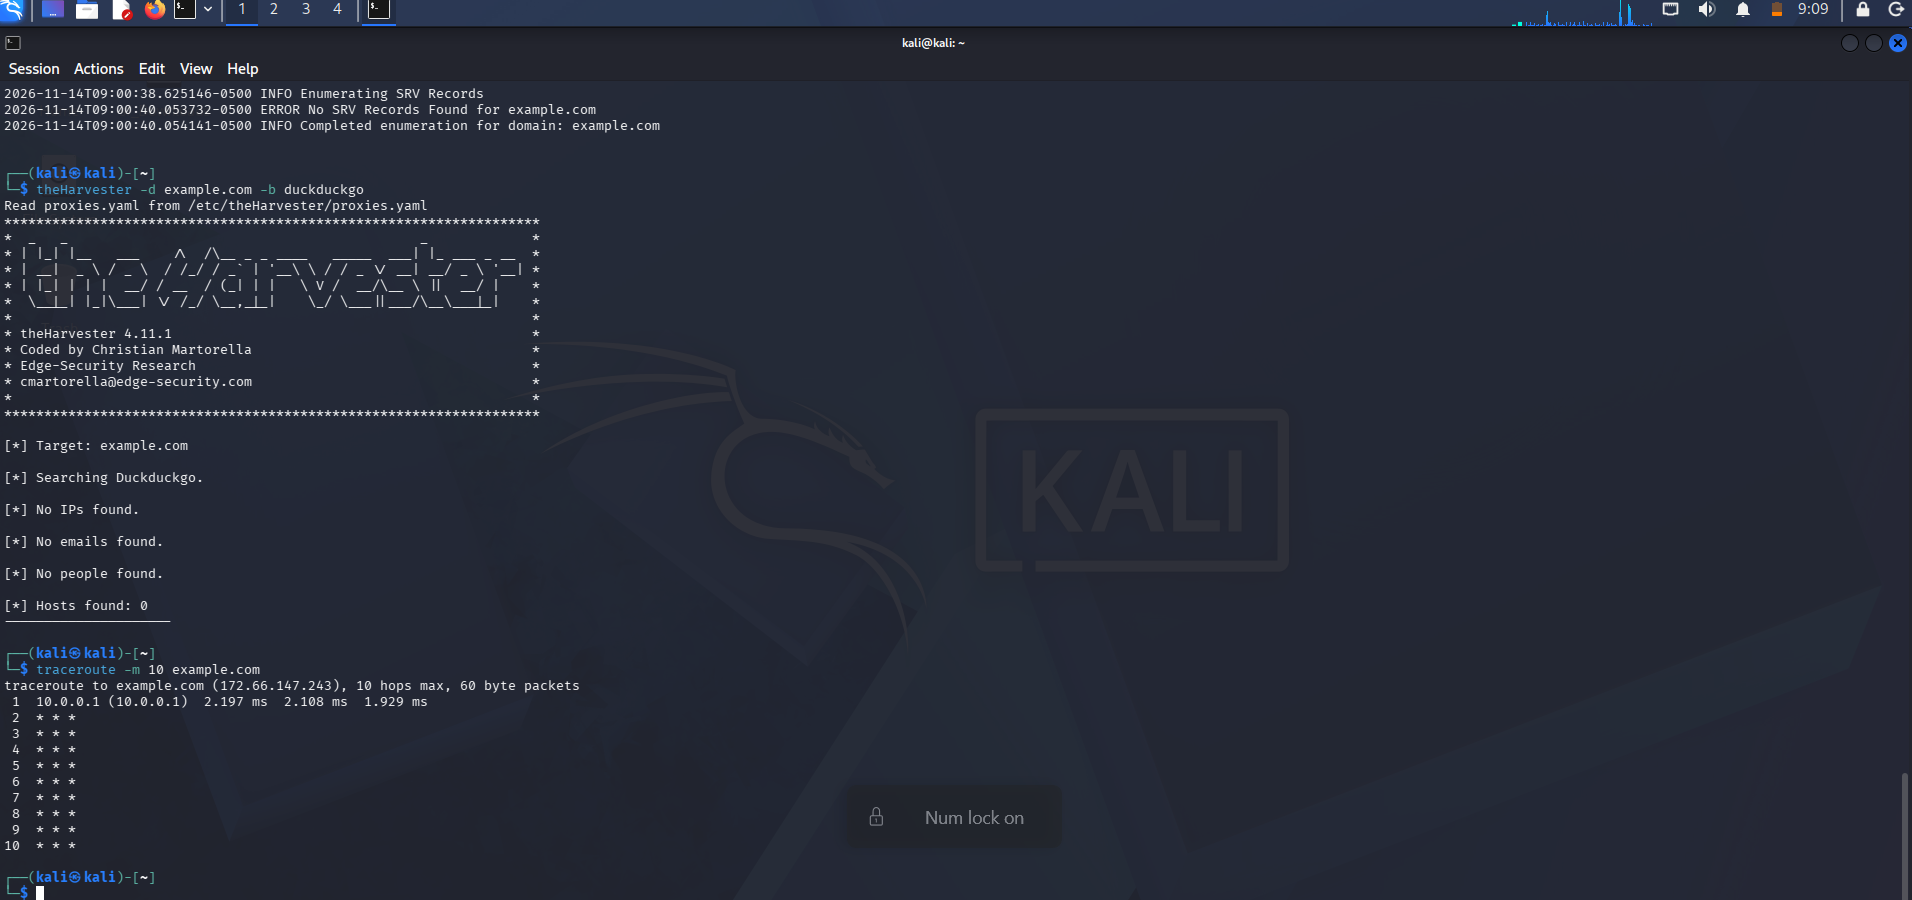 1 2 3 4 9:09
kali@kali: ~
Session Actions Edit View Help
2026-11-14T09:00:38.625146-0500 INFO Enumerating SRV Records
2026-11-14T09:00:40.053732-0500 ERROR No SRV Records Found for example.com
2026-11-14T09:00:40.054141-0500 INFO Completed enumeration for domain: example.com
┌──(kali㉿kali)-[~]
└─$ theHarvester -d example.com -b duckduckgo
Read proxies.yaml from /etc/theHarvester/proxies.yaml
*******************************************************************
theHarvester
*                                                                 *
* theHarvester 4.11.1                                             *
* Coded by Christian Martorella                                   *
* Edge-Security Research                                          *
* cmartorella@edge-security.com                                   *
*                                                                 *
*******************************************************************
[*] Target: example.com
[*] Searching Duckduckgo.
[*] No IPs found.
[*] No emails found.
[*] No people found.
[*] Hosts found: 0
---------------------
┌──(kali㉿kali)-[~]
└─$ traceroute -m 10 example.com
traceroute to example.com (172.66.147.243), 10 hops max, 60 byte packets
 1  10.0.0.1 (10.0.0.1)  2.197 ms  2.108 ms  1.929 ms
 2  * * *
 3  * * *
 4  * * *
 5  * * *
 6  * * *
 7  * * *
 8  * * *
 9  * * *
10  * * *
┌──(kali㉿kali)-[~]
└─$
KALI
Num lock on